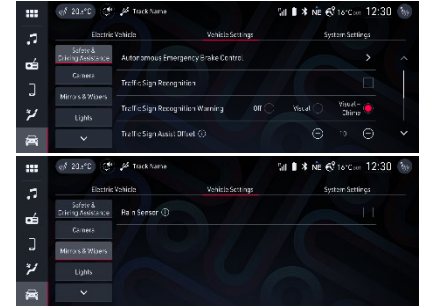 Track Name
NE
16°C
12:30
Electric Vehicle
Vehicle Settings
System Settings
Safety &
Driving Assistance
Camera
Mirrors & Wipers
Lights
Autonomous Emergency Brake Control
Traffic Sign Recognition
Traffic Sign Recognition Warning
Off
Visual
Visual +
Chime
Traffic Sign Assist Offset
10
Track Name
NE
16°C
12:30
Electric Vehicle
Vehicle Settings
System Settings
Safety &
Driving Assistance
Camera
Mirrors & Wipers
Lights
Rain Sensor